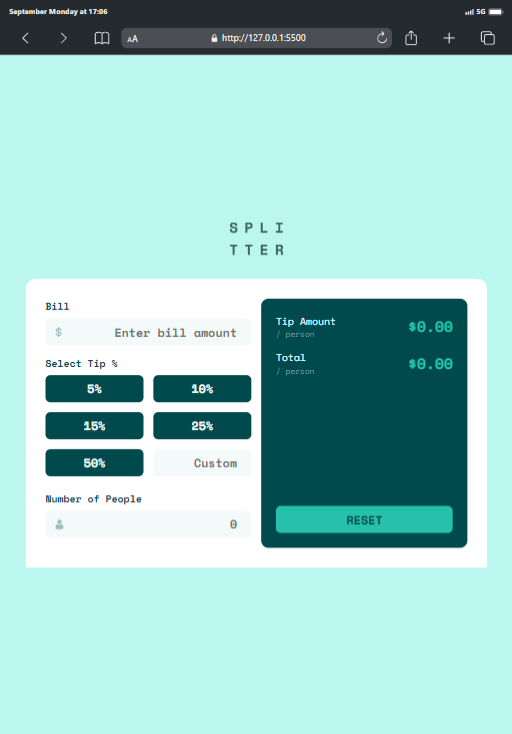 September Monday at 17:06
5G
AA
http://127.0.0.1:5500
SPLI
TTER
Bill
$ Enter bill amount
Select Tip %
5% 10%
15% 25%
50% Custom
Number of People
0
Tip Amount
/ person
$0.00
Total
/ person
$0.00
RESET